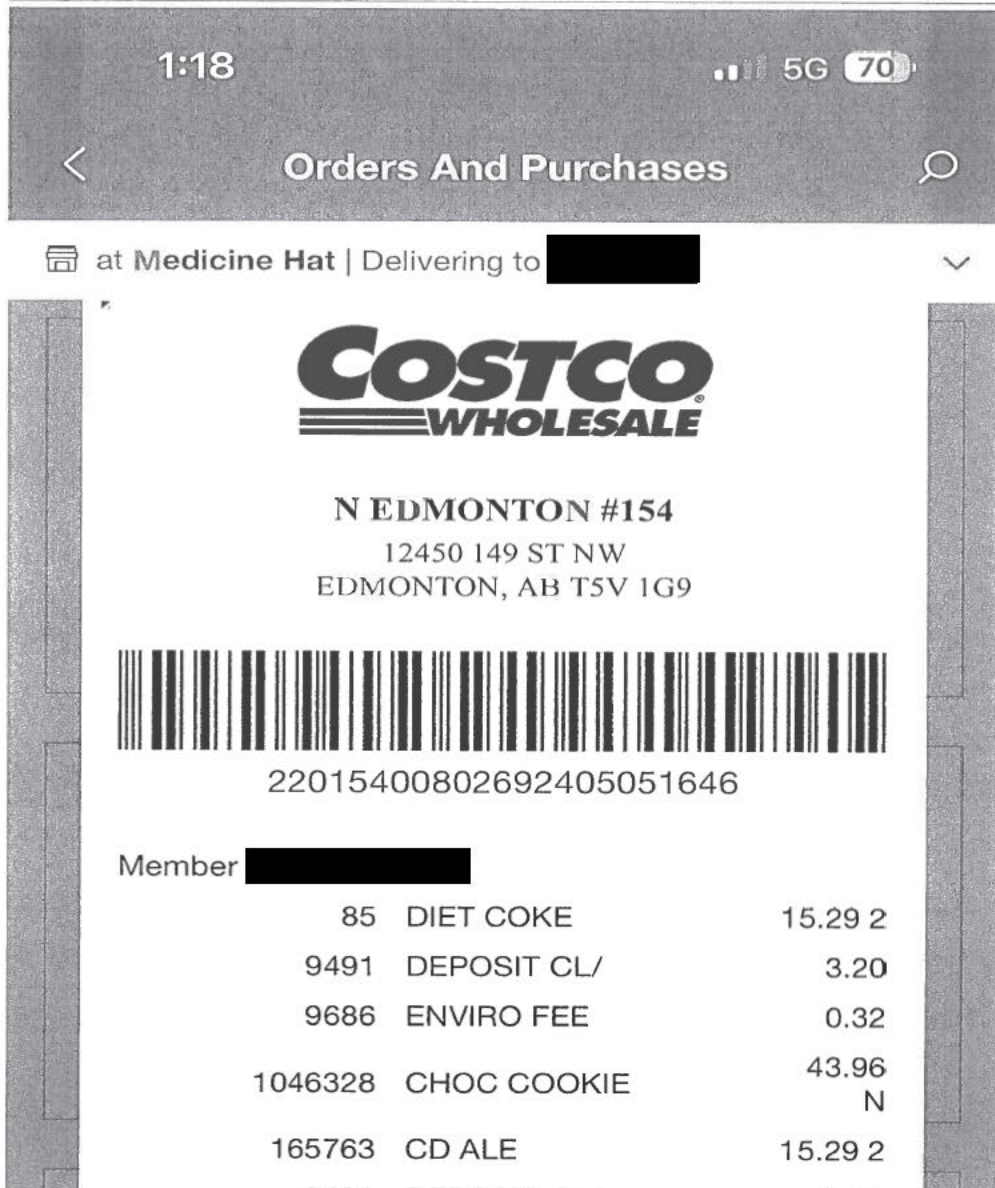 1:18
5G 70
Orders And Purchases
at Medicine Hat | Delivering to
COSTCO
WHOLESALE
N EDMONTON #154
12450 149 ST NW
EDMONTON, AB T5V 1G9
22015400802692405051646
Member
85 DIET COKE 15.29 2
9491 DEPOSIT CL/ 3.20
9686 ENVIRO FEE 0.32
1046328 CHOC COOKIE 43.96
N
165763 CD ALE 15.29 2